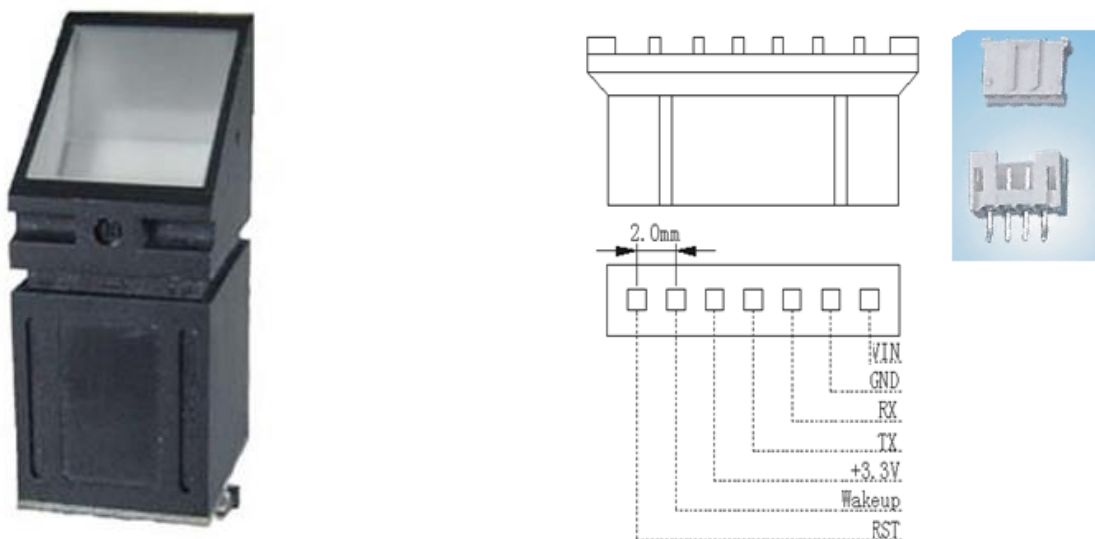 2.0mm
VIN
GND
RX
TX
+3.3V
Wakeup
RST